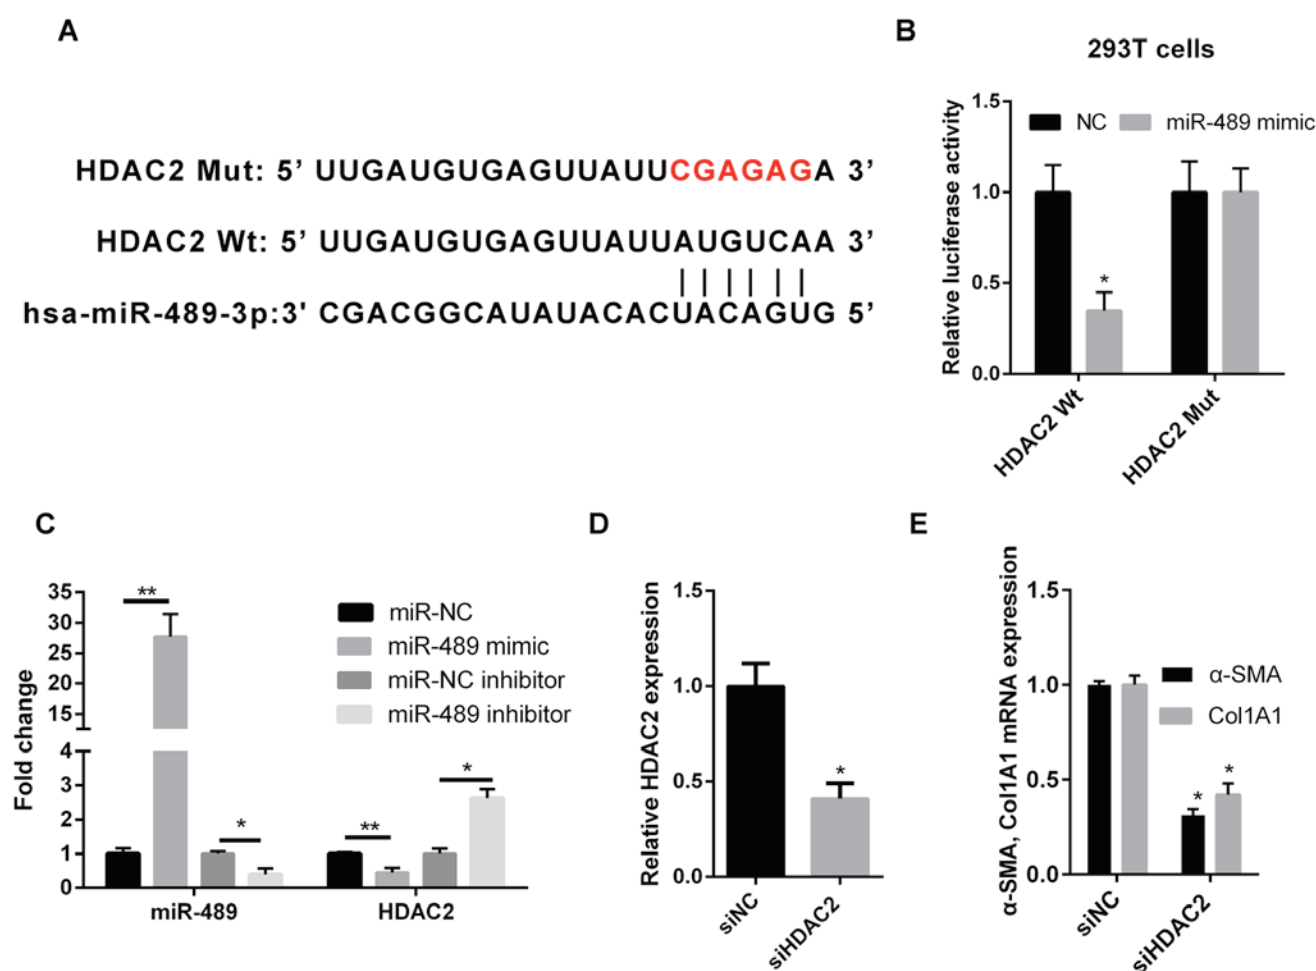 A
HDAC2 Mut: 5' UUGAUGUGAGUUAUUCGAGAGA 3'
HDAC2 Wt: 5' UUGAUGUGAGUUAUUAUGUCAA 3'
hsa-miR-489-3p:3' CGACGGCAUAUACACUACAGUG 5'
B
293T cells
NC
miR-489 mimic
Relative luciferase activity
1.5
1.0
0.5
0.0
*
HDAC2 Wt
HDAC2 Mut
C
Fold change
35
30
25
20
15
4
3
2
1
0
**
*
**
*
miR-NC
miR-489 mimic
miR-NC inhibitor
miR-489 inhibitor
miR-489
HDAC2
D
Relative HDAC2 expression
1.5
1.0
0.5
0.0
*
siNC
siHDAC2
E
α-SMA, Col1A1 mRNA expression
1.5
1.0
0.5
0.0
α-SMA
Col1A1
*
*
siNC
siHDAC2